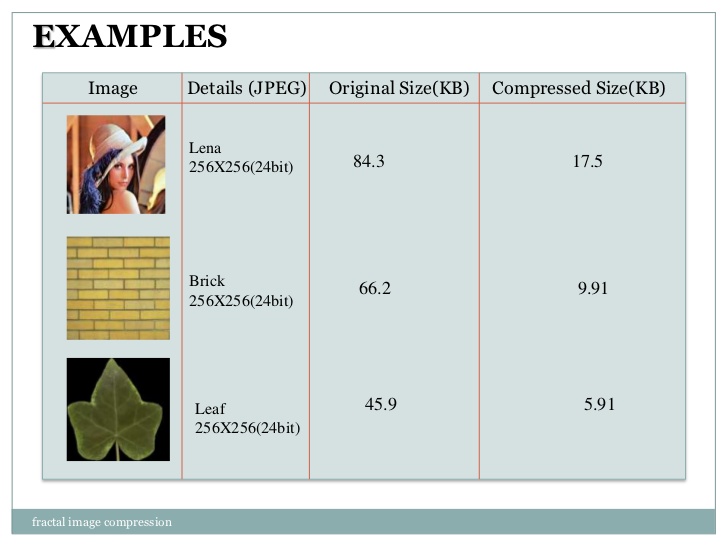 EXAMPLES
Image Details (JPEG) Original Size(KB) Compressed Size(KB)
Lena
256X256(24bit) 84.3 17.5
Brick
256X256(24bit) 66.2 9.91
Leaf
256X256(24bit) 45.9 5.91
fractal image compression